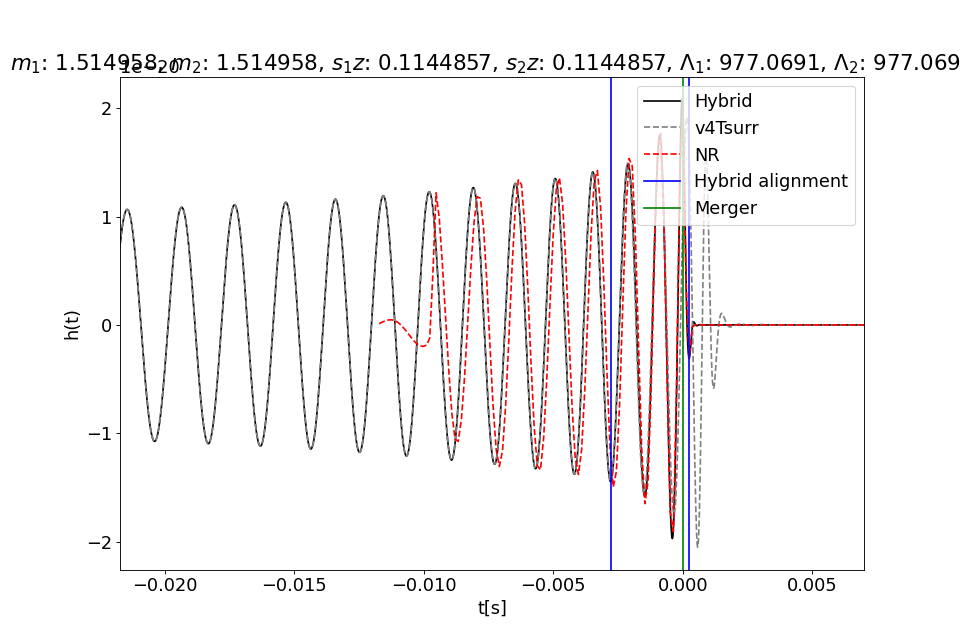 m₁: 1.514958, m₂: 1.514958, s₁z: 0.1144857, s₂z: 0.1144857, Λ₁: 977.0691, Λ₂: 977.069
1e−20
Hybrid
v4Tsurr
NR
Hybrid alignment
Merger
2
1
0
−1
−2
h(t)
−0.020 −0.015 −0.010 −0.005 0.000 0.005
t[s]